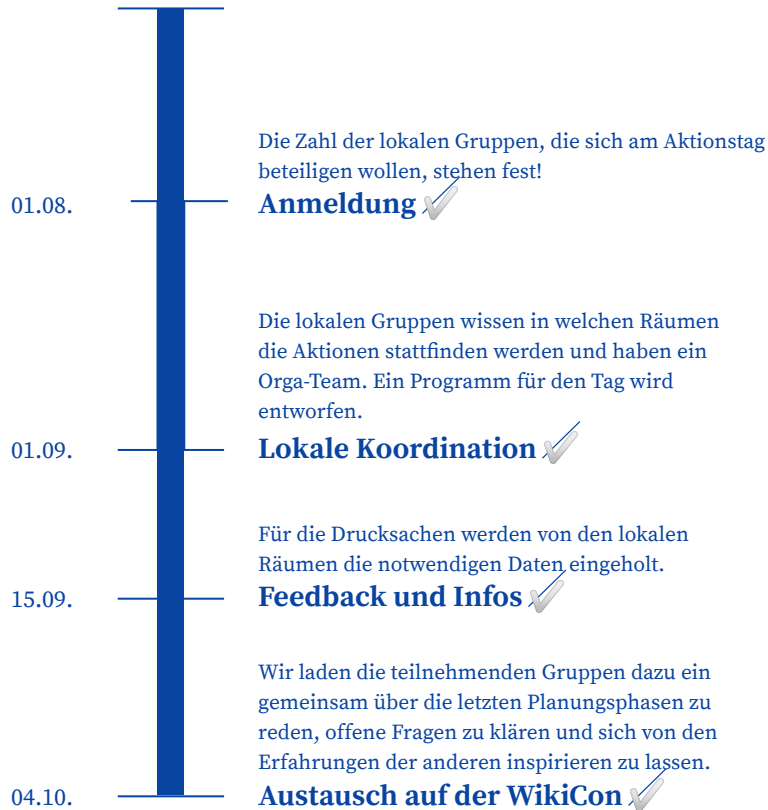 Die Zahl der lokalen Gruppen, die sich am Aktionstag
beteiligen wollen, stehen fest!
01.08.
Anmeldung ✔
Die lokalen Gruppen wissen in welchen Räumen
die Aktionen stattfinden werden und haben ein
Orga-Team. Ein Programm für den Tag wird
entworfen.
01.09.
Lokale Koordination ✔
Für die Drucksachen werden von den lokalen
Räumen die notwendigen Daten eingeholt.
15.09.
Feedback und Infos ✔
Wir laden die teilnehmenden Gruppen dazu ein
gemeinsam über die letzten Planungsphasen zu
reden, offene Fragen zu klären und sich von den
Erfahrungen der anderen inspirieren zu lassen.
04.10.
Austausch auf der WikiCon ✔